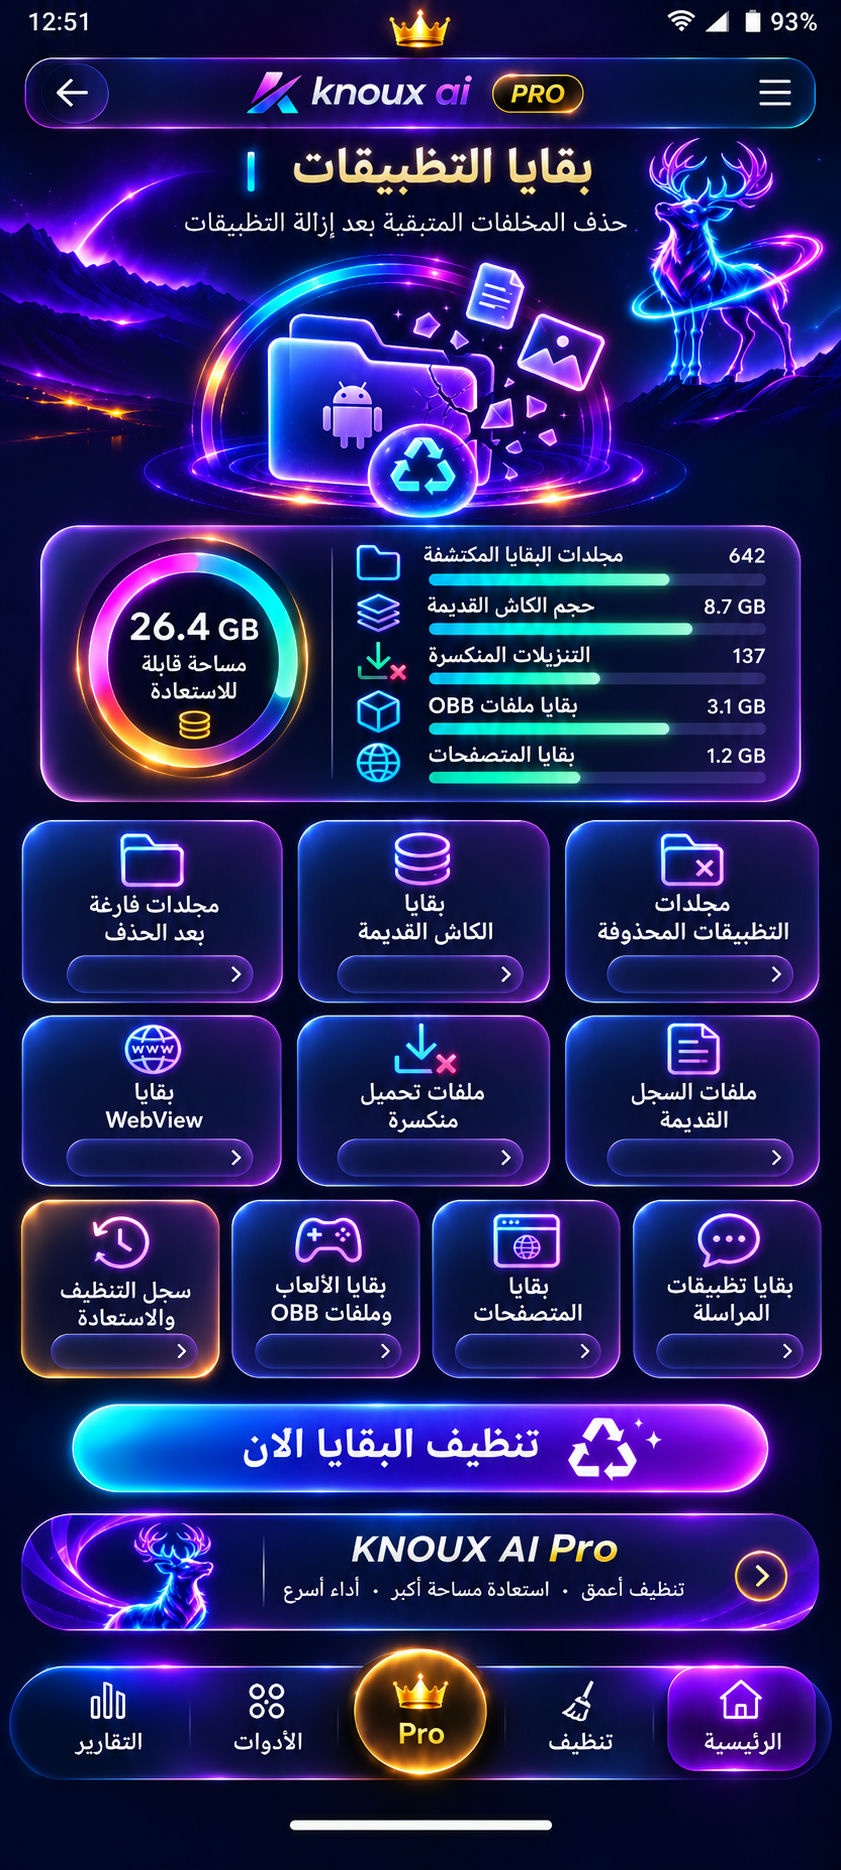 12:51
93%
knoux ai PRO
بقايا التظبيقات
حذف المخلفات المتبقية بعد إزالة التظبيقات
26.4 GB
مساحة قابلة
للاستعادة
مجلدات البقايا المكتشفة 642
حجم الكاش القديمة 8.7 GB
التنزيلات المنكسرة 137
بقايا ملفات OBB 3.1 GB
بقايا المتصفحات 1.2 GB
مجلدات
التظبيقات المحذوفة
بقايا
الكاش القديمة
مجلدات فارغة
بعد الحذف
ملفات السجل
القديمة
ملفات تحميل
منكسرة
WWW
بقايا
WebView
بقايا تظبيقات
المراسلة
بقايا
المتصفحات
بقايا الألعاب
وملفات OBB
سجل التنظيف
والاستعادة
تنظيف البقايا الان
KNOUX AI Pro
تنظيف أعمق • استعادة مساحة أكبر • أداء أسرع
الرئيسية
تنظيف
Pro
الأدوات
التقارير